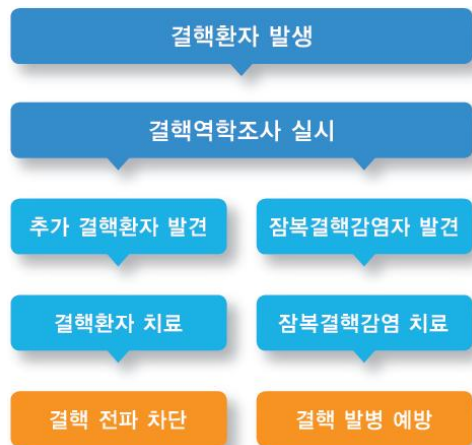 결핵환자 발생
결핵역학조사 실시
추가 결핵환자 발견
잠복결핵감염자 발견
결핵환자 치료
잠복결핵감염 치료
결핵 전파 차단
결핵 발병 예방